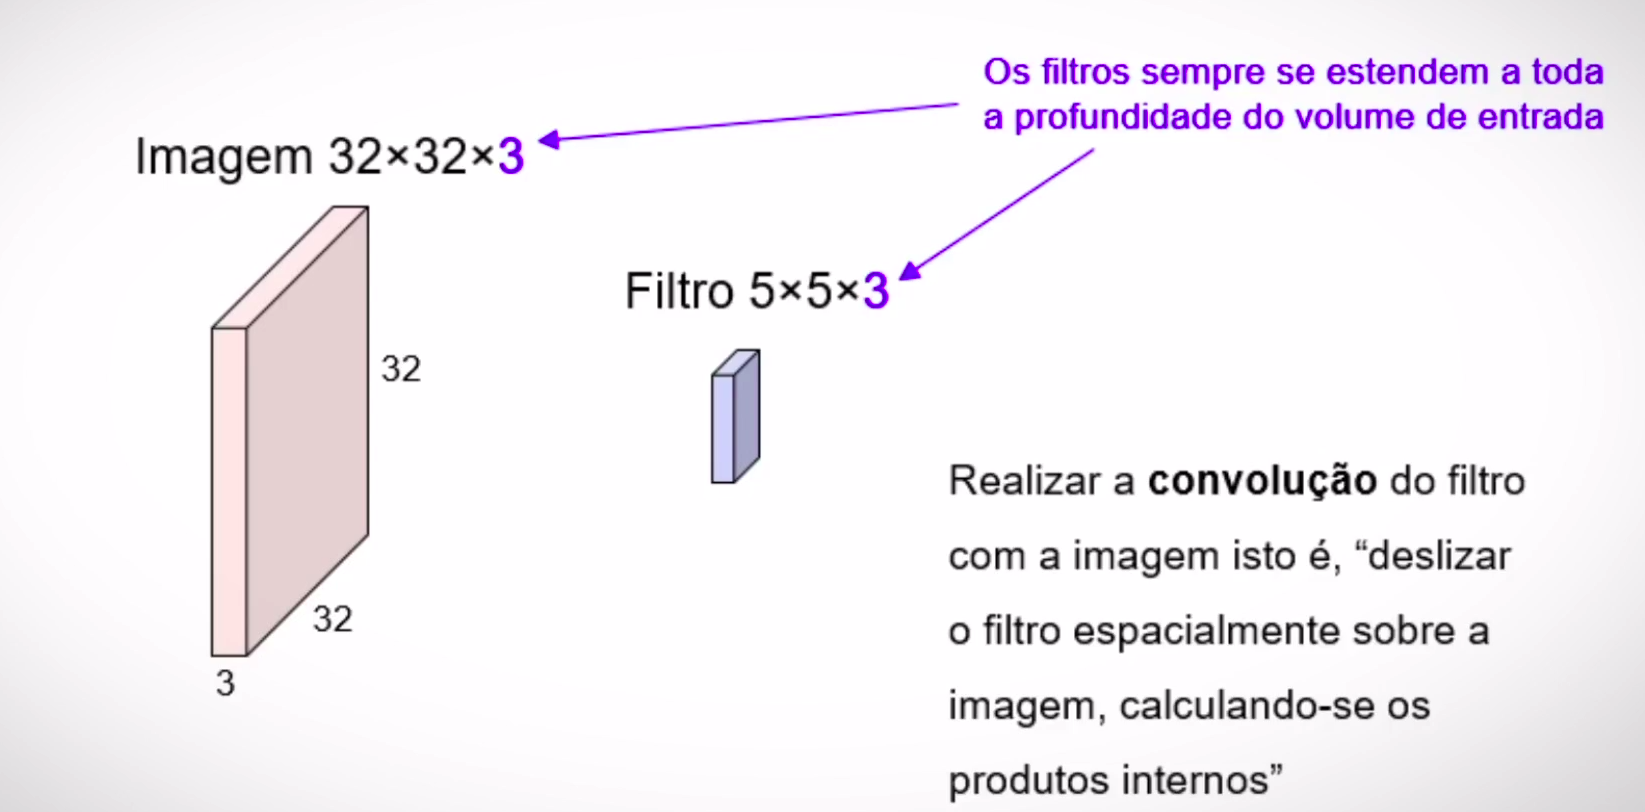 Os filtros sempre se estendem a toda
a profundidade do volume de entrada
Imagem 32×32×3
32
32
3
Filtro 5×5×3
Realizar a convolução do filtro
com a imagem isto é, “deslizar
o filtro espacialmente sobre a
imagem, calculando-se os
produtos internos”